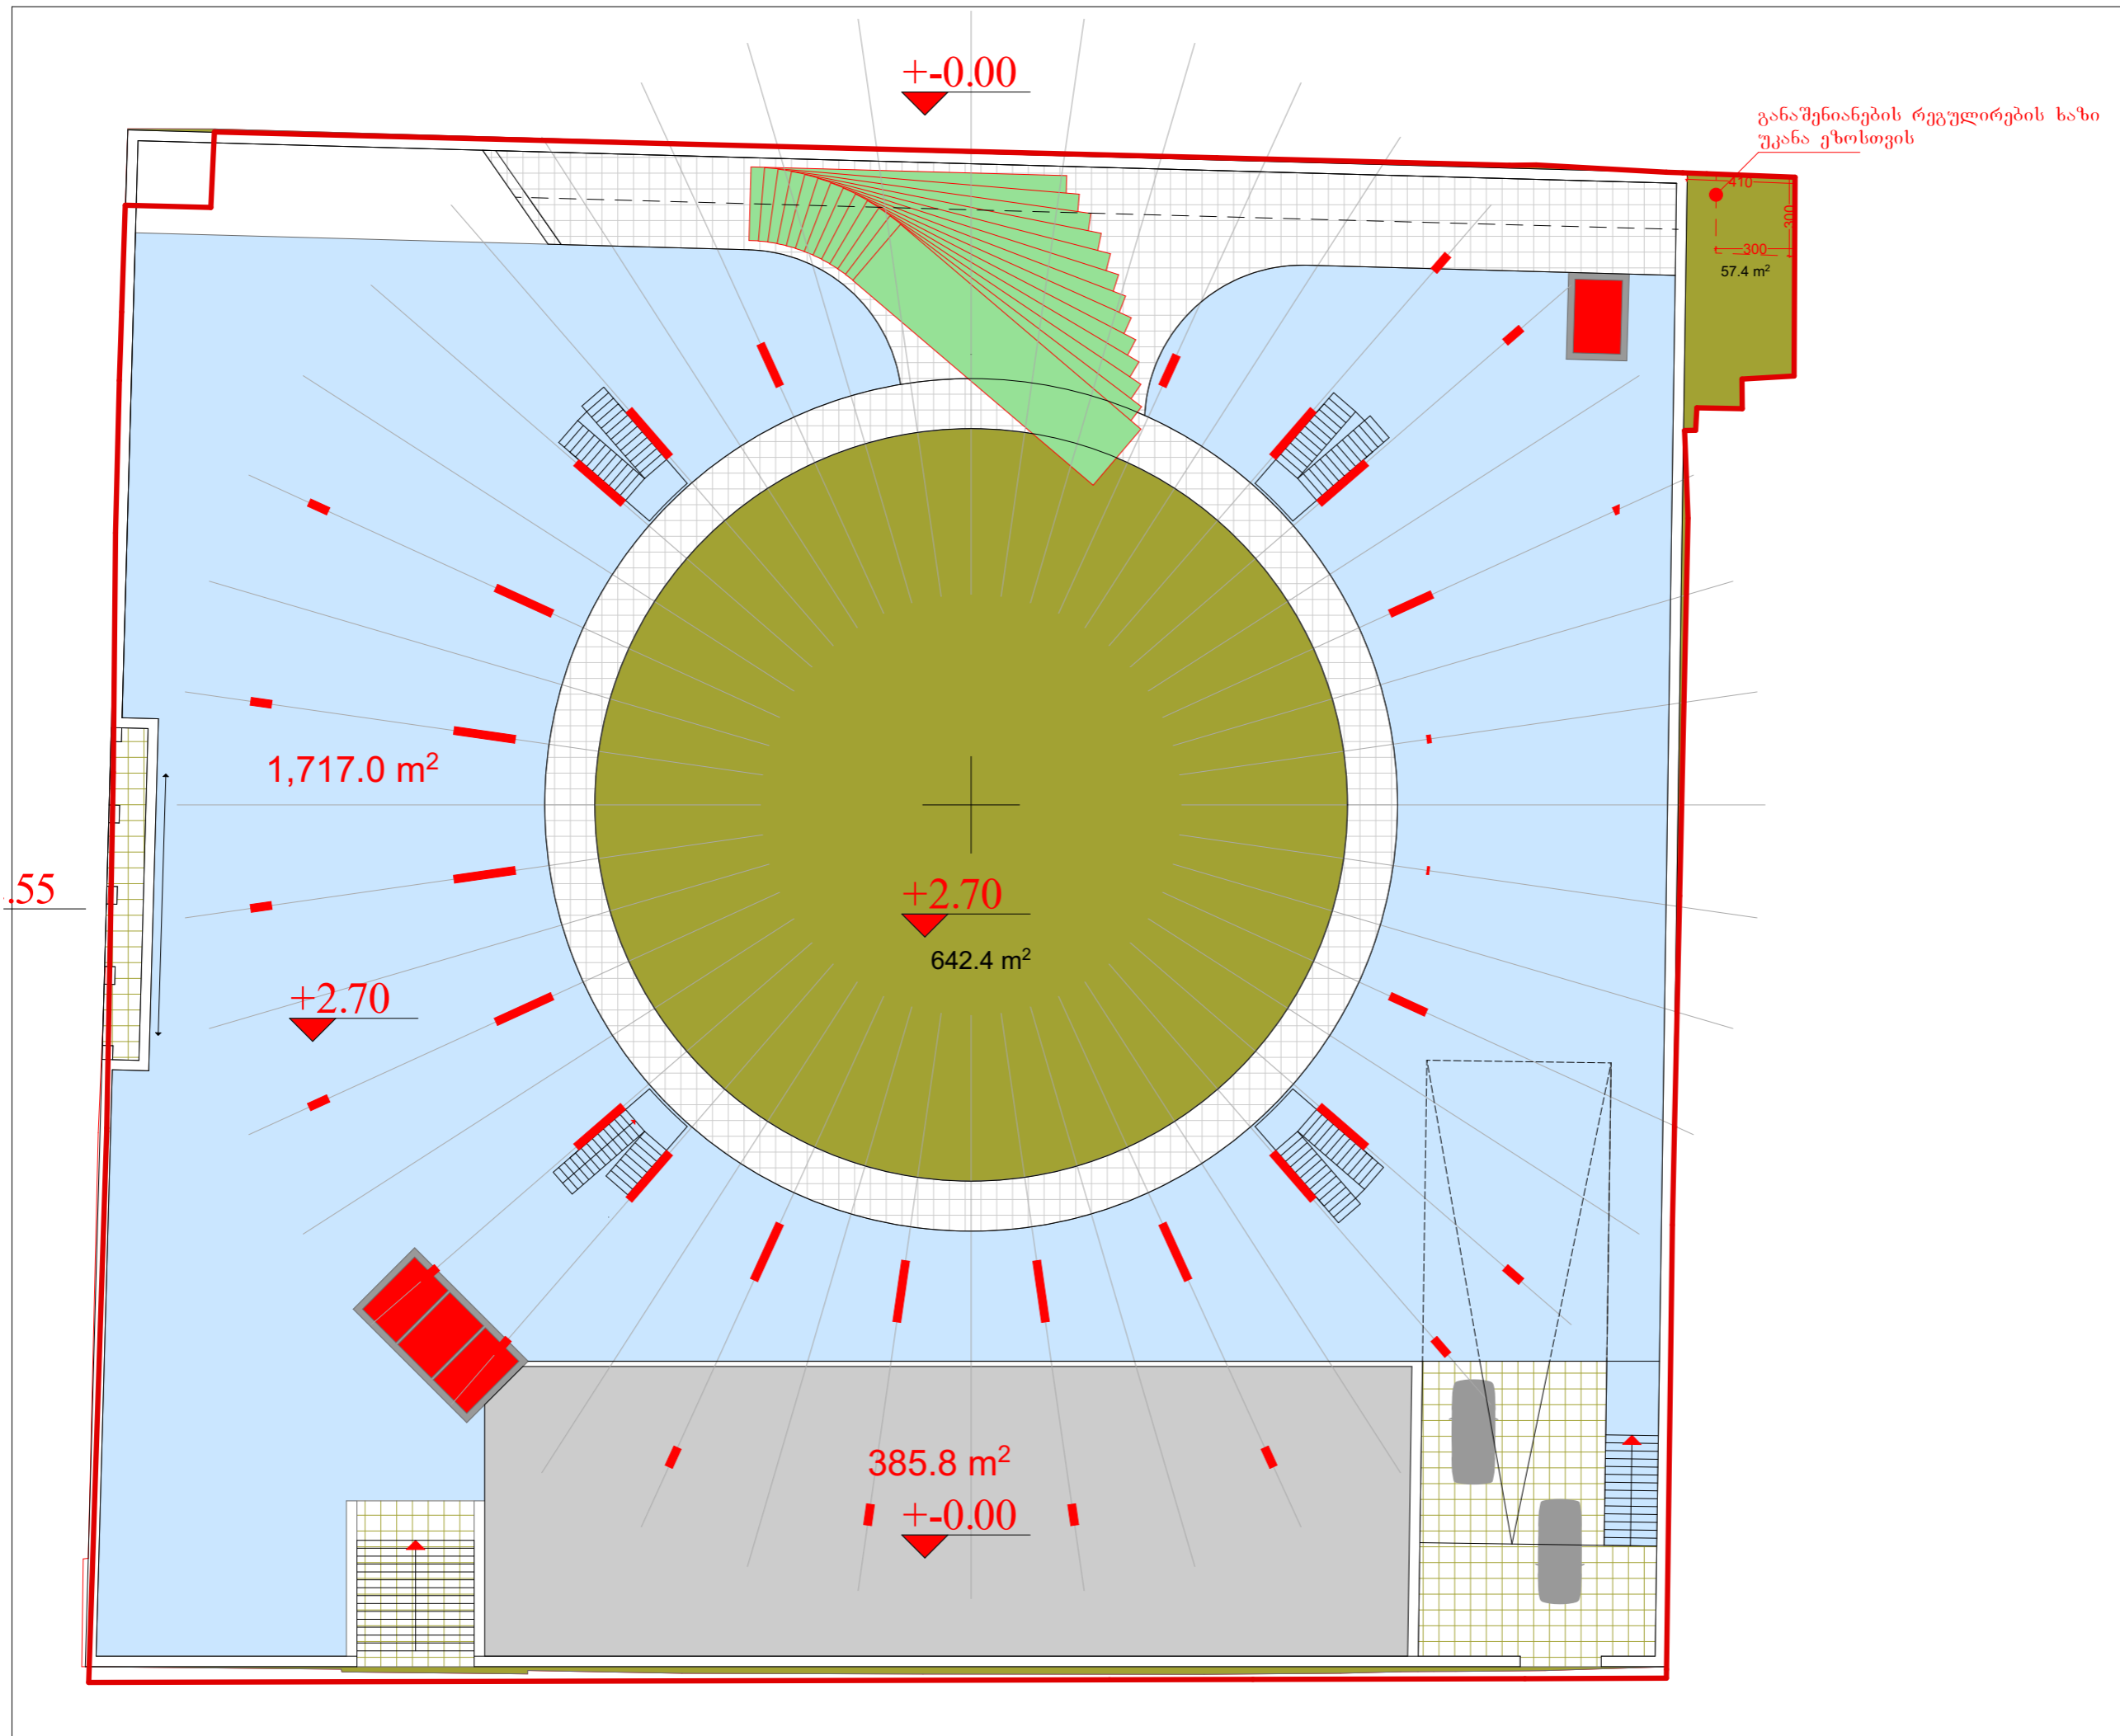 +-0.00
განაშენიანების რეგულირების ხაზი
უკანა ეზოსთვის
410
300
300
57.4 m²
1,717.0 m²
.55
+2.70
642.4 m²
+2.70
385.8 m²
+-0.00